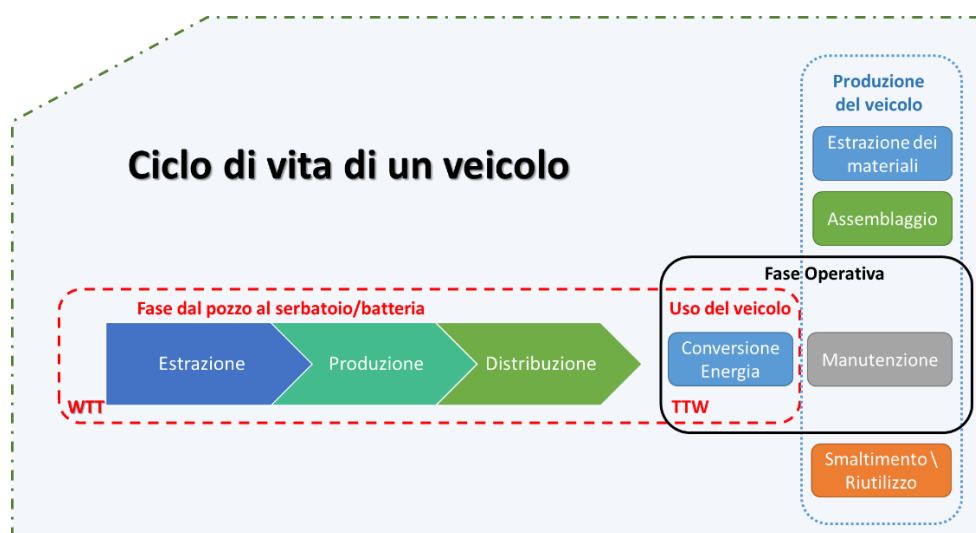 Produzione
del veicolo
Ciclo di vita di un veicolo
Estrazione dei
materiali
Assemblaggio
Fase Operativa
Fase dal pozzo al serbatoio/batteria
Uso del veicolo
Estrazione
Produzione
Distribuzione
Conversione
Energia
Manutenzione
WTT
TTW
Smaltimento \
Riutilizzo